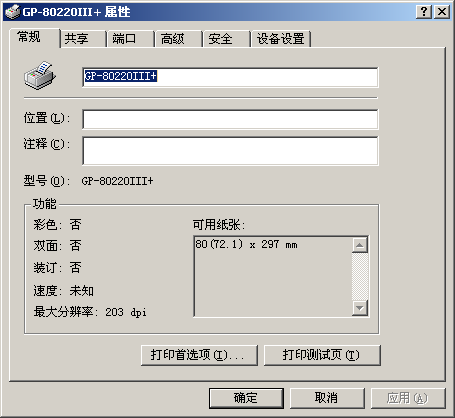 GP-80220III+ 属性
常规 共享 端口 高级 安全 设备设置
GP-80220III+
位置(L):
注释(C):
型号(O): GP-80220III+
功能
彩色: 否 可用纸张:
双面: 否 80(72.1) x 297 mm
装订: 否
速度: 未知
最大分辨率: 203 dpi
打印首选项(I)... 打印测试页(T)
确定 取消 应用(A)